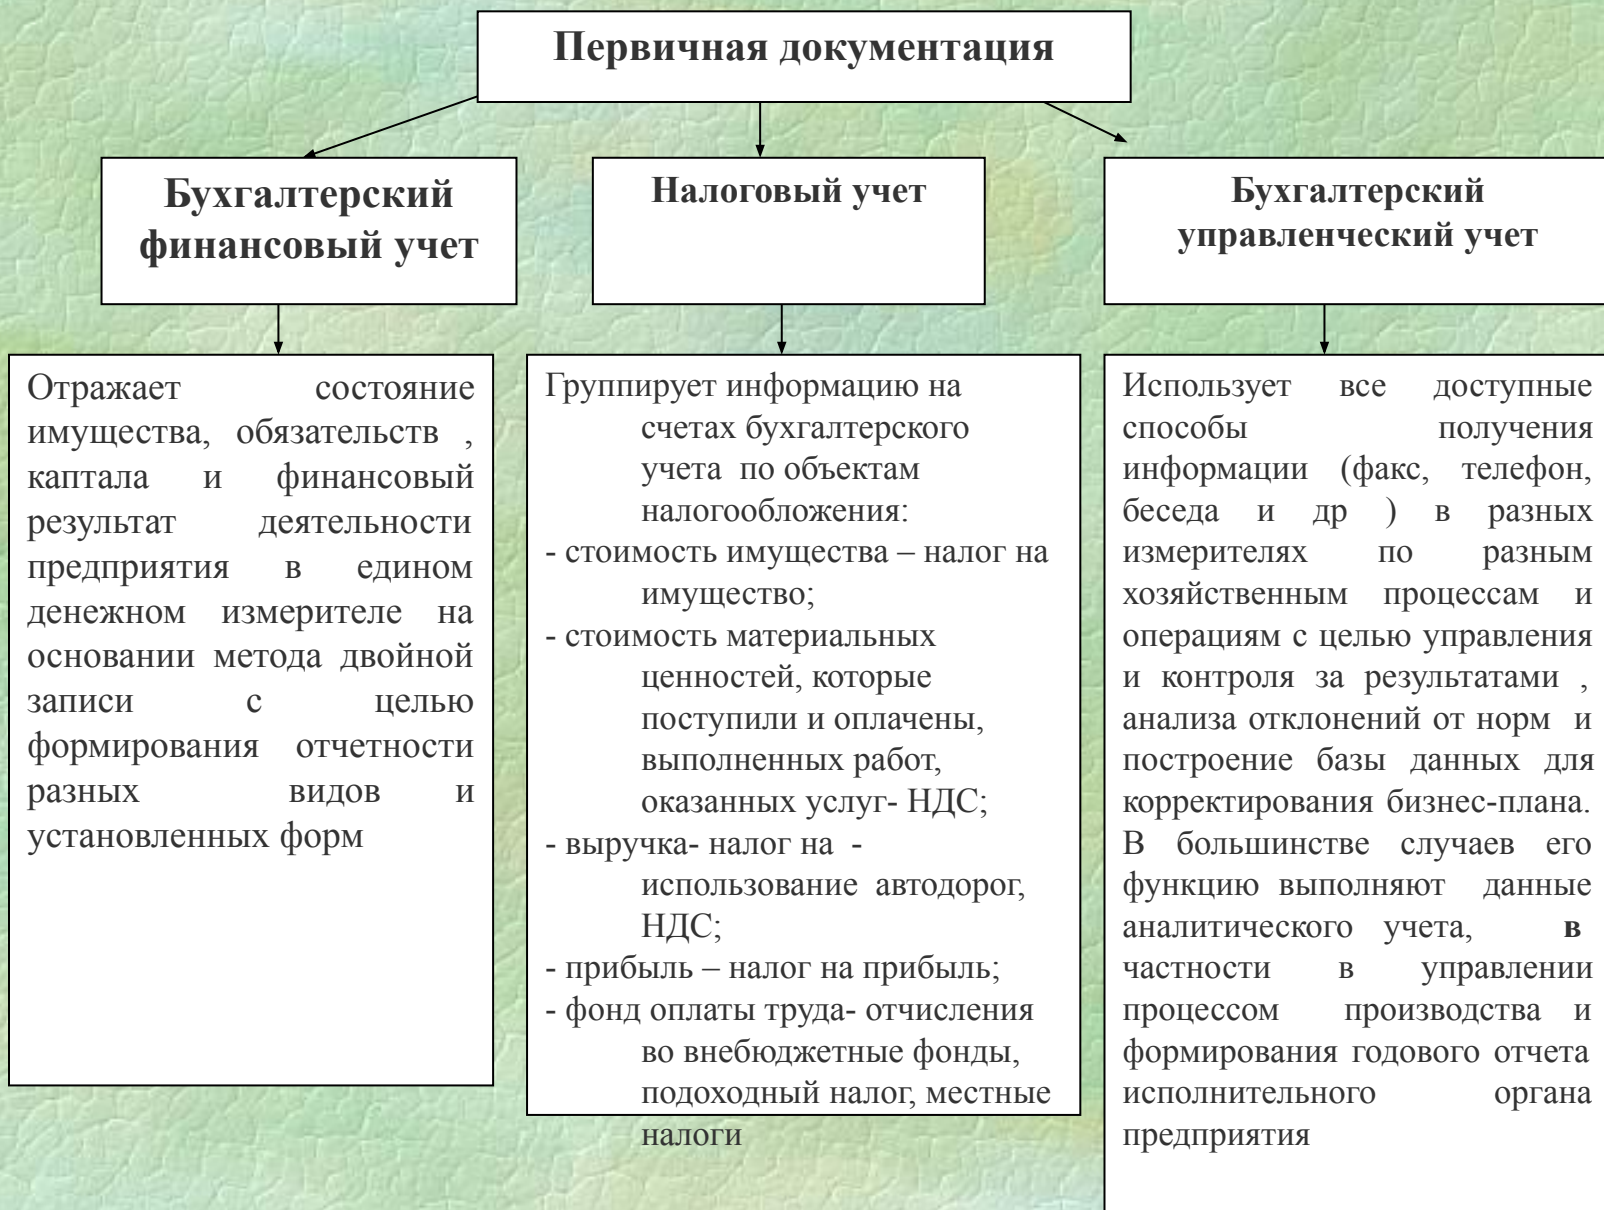 Первичная документация
Бухгалтерский
финансовый учет
Налоговый учет
Бухгалтерский
управленческий учет
Отражает состояние
имущества, обязательств ,
каптала и финансовый
результат деятельности
предприятия в едином
денежном измерителе на
основании метода двойной
записи с целью
формирования отчетности
разных видов и
установленных форм
Группирует информацию на
счетах бухгалтерского
учета по объектам
налогообложения:
- стоимость имущества – налог на
имущество;
- стоимость материальных
ценностей, которые
поступили и оплачены,
выполненных работ,
оказанных услуг- НДС;
- выручка- налог на -
использование автодорог,
НДС;
- прибыль – налог на прибыль;
- фонд оплаты труда- отчисления
во внебюджетные фонды,
подоходный налог, местные
налоги
Использует все доступные
способы получения
информации (факс, телефон,
беседа и др ) в разных
измерителях по разным
хозяйственным процессам и
операциям с целью управления
и контроля за результатами ,
анализа отклонений от норм и
построение базы данных для
корректирования бизнес-плана.
В большинстве случаев его
функцию выполняют данные
аналитического учета, в
частности в управлении
процессом производства и
формирования годового отчета
исполнительного органа
предприятия